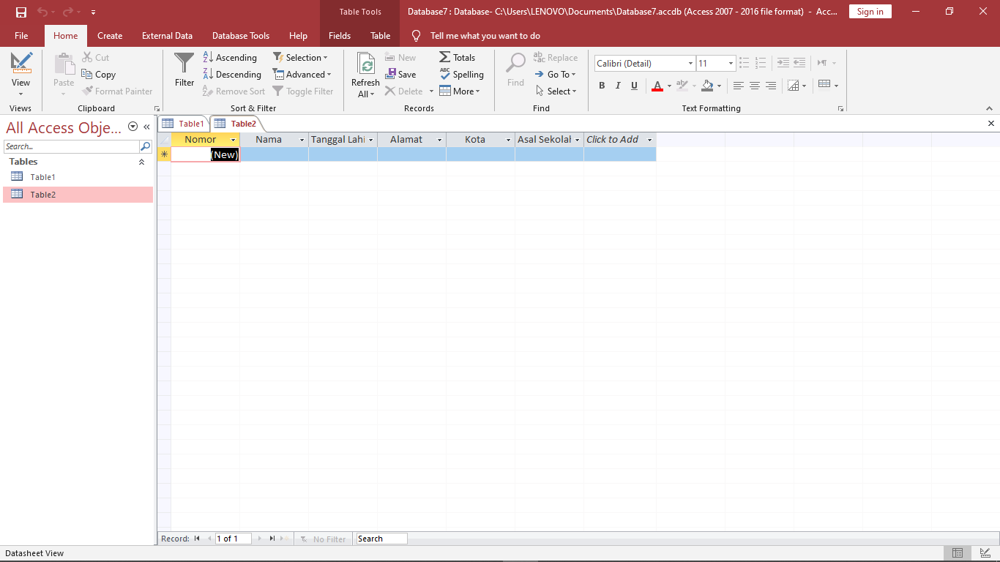 Table Tools
Database7 : Database- C:\Users\LENOVO\Documents\Database7.accdb (Access 2007 - 2016 file format) - Acc...
Sign in
File Home Create External Data Database Tools Help Fields Table Tell me what you want to do
View
Views
Paste
Cut
Copy
Format Painter
Clipboard
Filter
Ascending
Descending
Remove Sort
Selection
Advanced
Toggle Filter
Sort & Filter
Refresh
All
New
Save
Delete
Totals
Spelling
More
Records
Find
Replace
Go To
Select
Find
Calibri (Detail) 11
B I U A
Text Formatting
All Access Obje...
Search...
Tables
Table1
Table2
Table1 Table2
Nomor Nama Tanggal Lahi Alamat Kota Asal Sekolah Click to Add
(New)
Record: 1 of 1 No Filter Search
Datasheet View